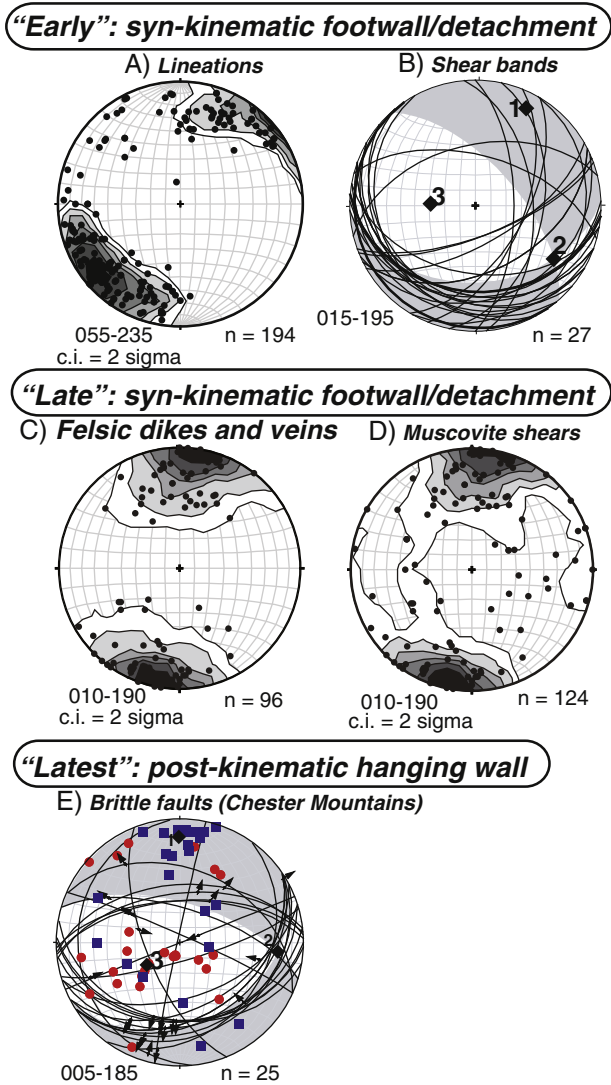 “Early”: syn-kinematic footwall/detachment
A) Lineations
B) Shear bands
1
3
2
055-235
c.i. = 2 sigma
n = 194
015-195
n = 27
“Late”: syn-kinematic footwall/detachment
C) Felsic dikes and veins
D) Muscovite shears
010-190
c.i. = 2 sigma
n = 96
010-190
c.i. = 2 sigma
n = 124
“Latest”: post-kinematic hanging wall
E) Brittle faults (Chester Mountains)
1
2
3
005-185
n = 25